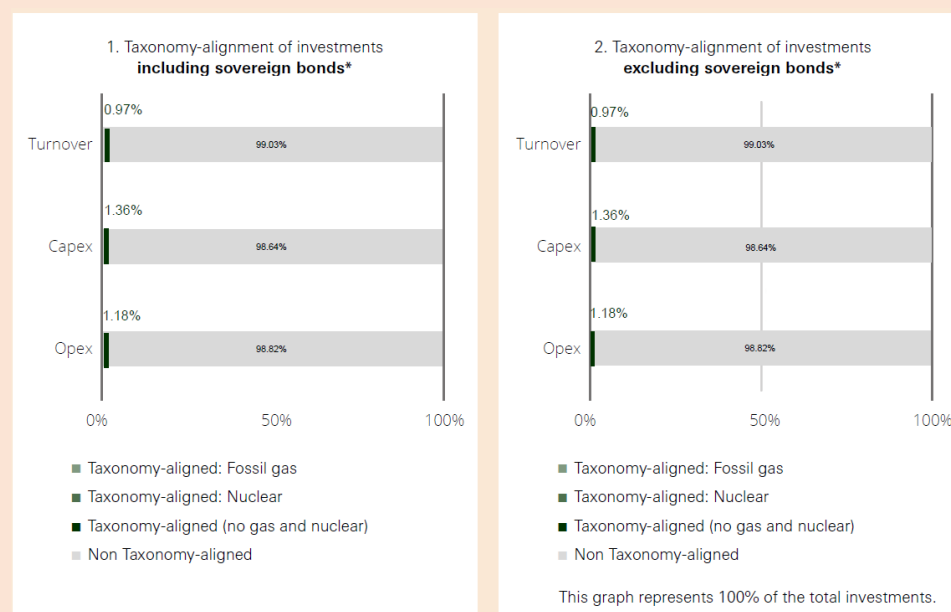 1. Taxonomy-alignment of investments
including sovereign bonds*
0.97%
Turnover
99.03%
1.36%
Capex
98.64%
1.18%
Opex
98.82%
0%
50%
100%
Taxonomy-aligned: Fossil gas
Taxonomy-aligned: Nuclear
Taxonomy-aligned (no gas and nuclear)
Non Taxonomy-aligned
2. Taxonomy-alignment of investments
excluding sovereign bonds*
0.97%
Turnover
99.03%
1.36%
Capex
98.64%
1.18%
Opex
98.82%
0%
50%
100%
Taxonomy-aligned: Fossil gas
Taxonomy-aligned: Nuclear
Taxonomy-aligned (no gas and nuclear)
Non Taxonomy-aligned
This graph represents 100% of the total investments.